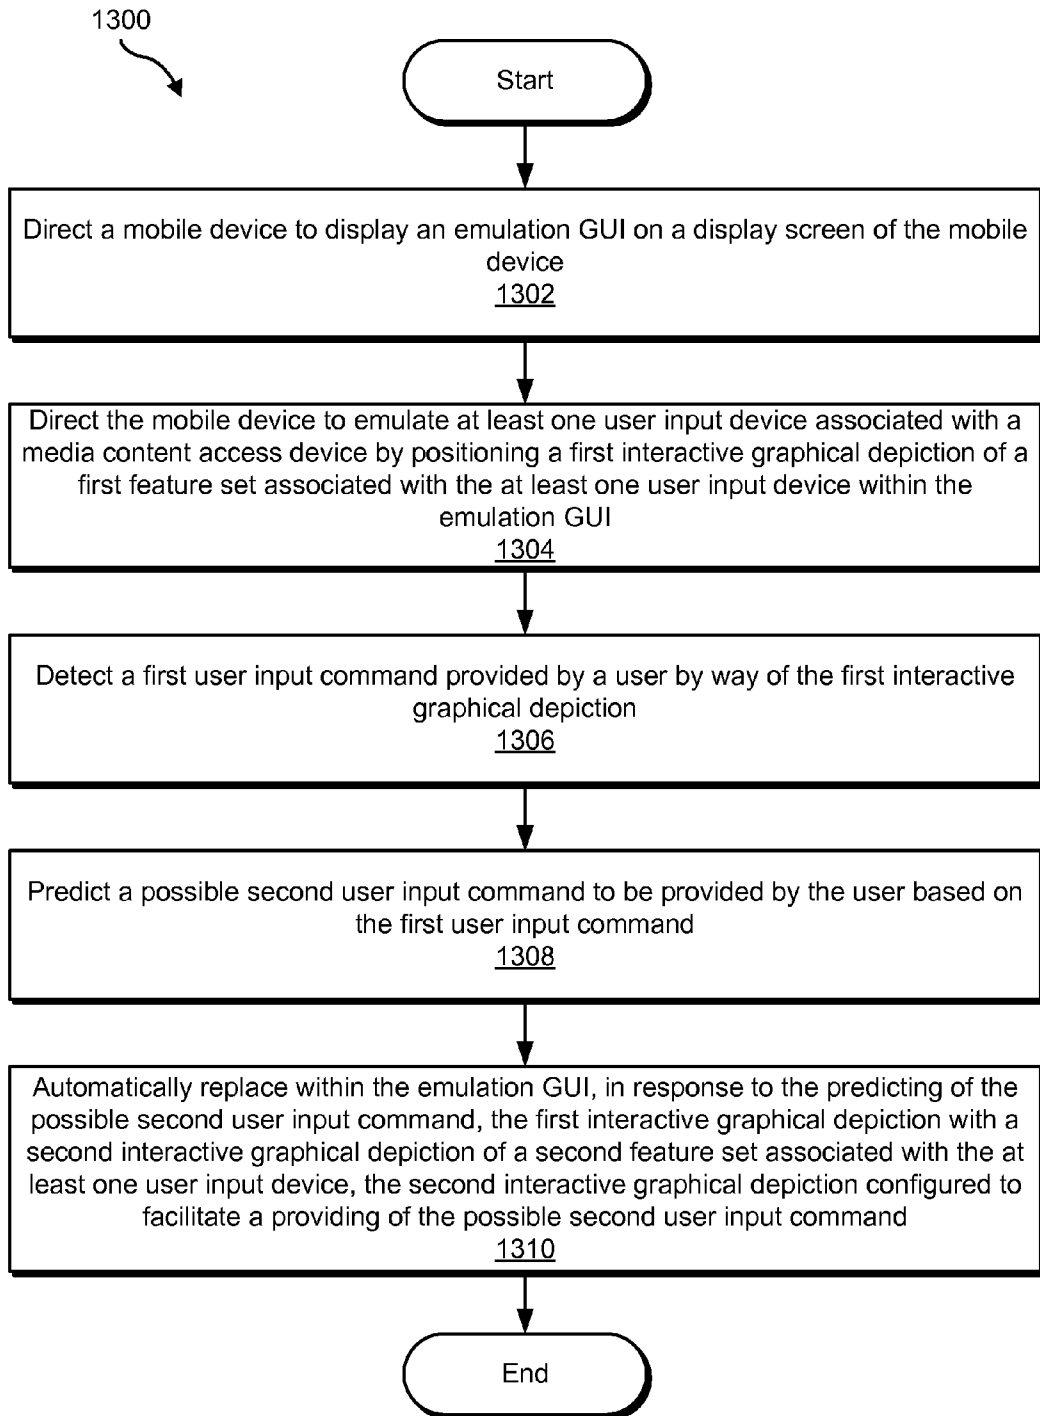 1300
Start
Direct a mobile device to display an emulation GUI on a display screen of the mobile
device
1302
Direct the mobile device to emulate at least one user input device associated with a
media content access device by positioning a first interactive graphical depiction of a
first feature set associated with the at least one user input device within the
emulation GUI
1304
Detect a first user input command provided by a user by way of the first interactive
graphical depiction
1306
Predict a possible second user input command to be provided by the user based on
the first user input command
1308
Automatically replace within the emulation GUI, in response to the predicting of the
possible second user input command, the first interactive graphical depiction with a
second interactive graphical depiction of a second feature set associated with the at
least one user input device, the second interactive graphical depiction configured to
facilitate a providing of the possible second user input command
1310
End